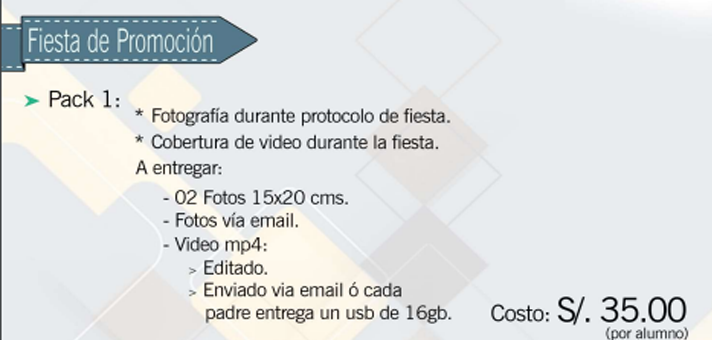 Fiesta de Promoción
➤ Pack 1:
* Fotografía durante protocolo de fiesta.
* Cobertura de video durante la fiesta.
A entregar:
- 02 Fotos 15x20 cms.
- Fotos vía email.
- Video mp4:
> Editado.
> Enviado via email ó cada
padre entrega un usb de 16gb.
Costo: S/. 35.00
(por alumno)